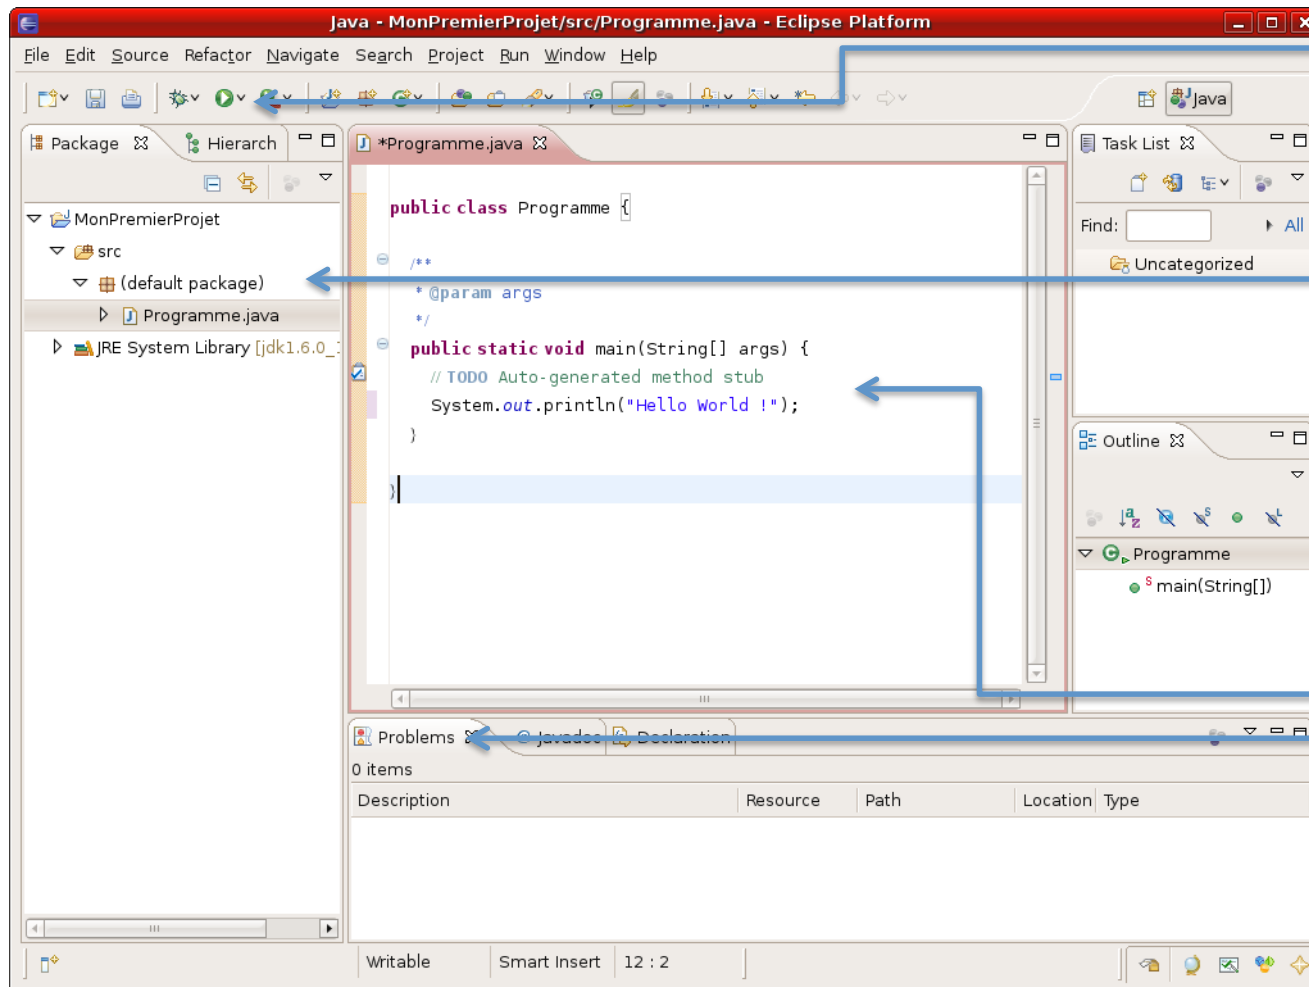 Java - MonPremierProjet/src/Programme.java - Eclipse Platform
File Edit Source Refactor Navigate Search Project Run Window Help
Java
Package
Hierarch
MonPremierProjet
src
(default package)
Programme.java
JRE System Library [jdk1.6.0_
*Programme.java
public class Programme {
/**
* @param args
*/
public static void main(String[] args) {
// TODO Auto-generated method stub
System.out.println("Hello World !");
}
}
Task List
Find:
All
Uncategorized
Outline
Programme
main(String[])
Problems
@ Javadoc
Declaration
0 items
Description Resource Path Location Type
Writable Smart Insert 12 : 2